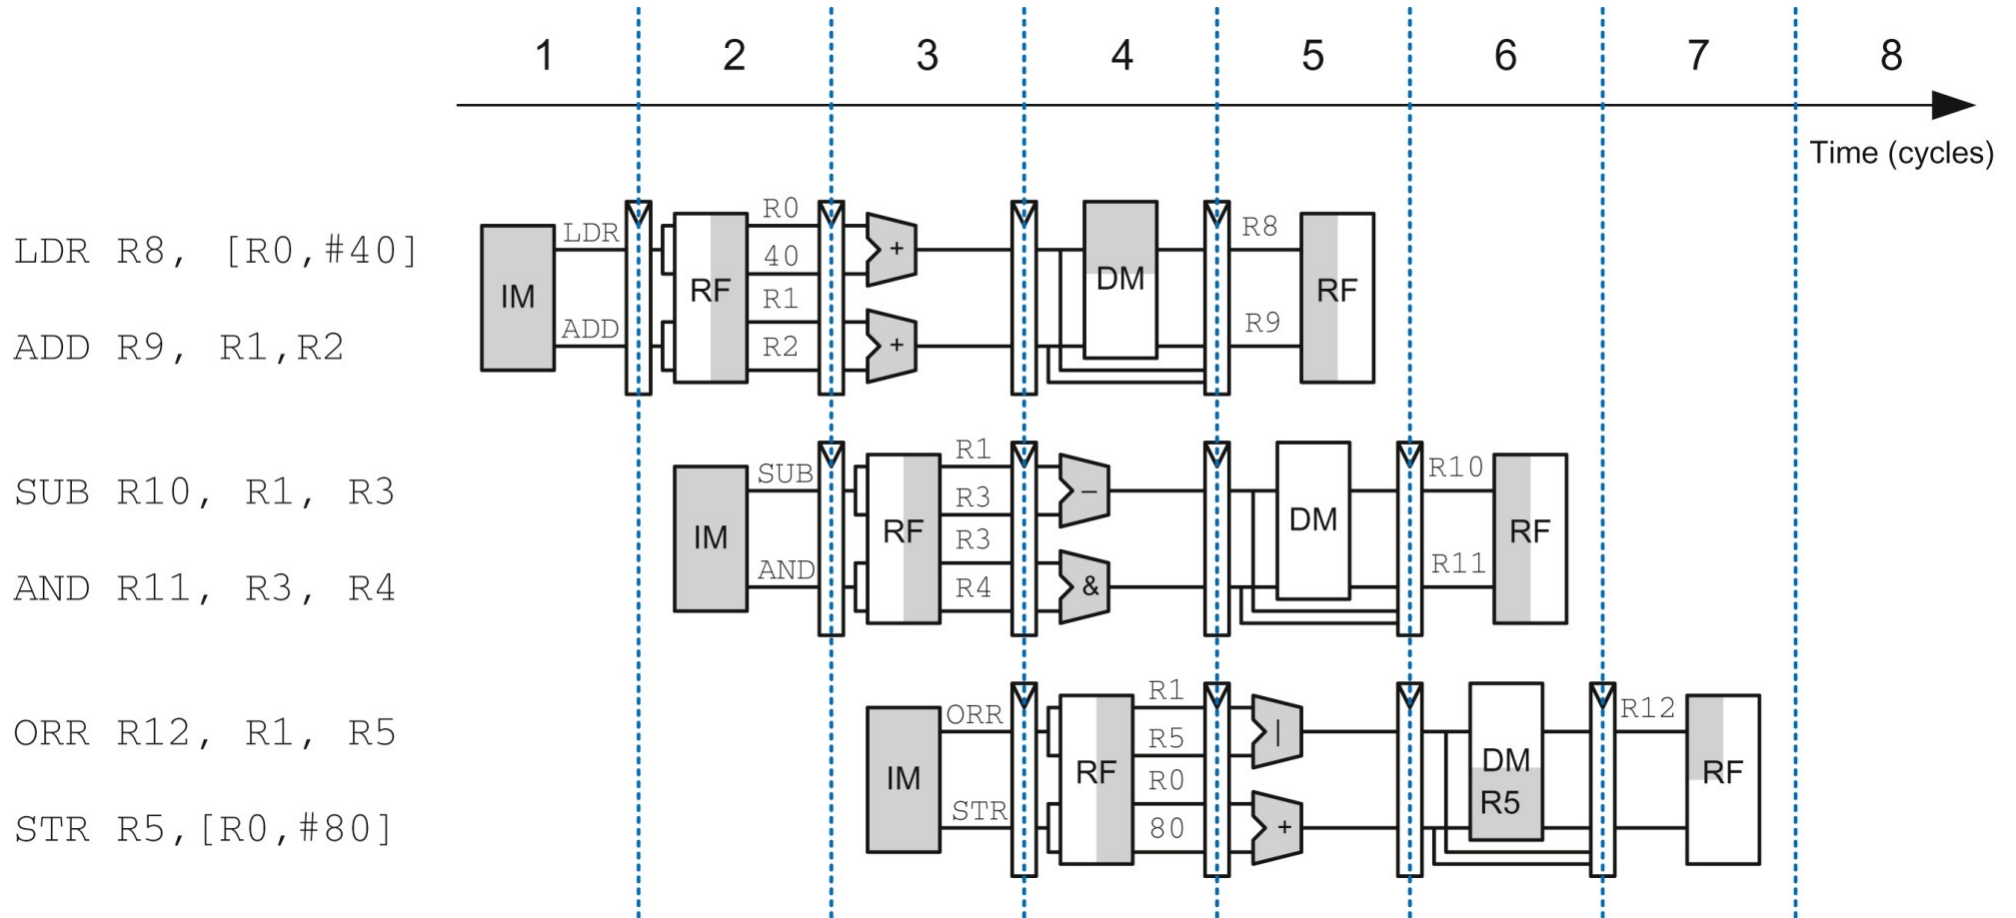 1 2 3 4 5 6 7 8
Time (cycles)
LDR R8, [R0,#40]
ADD R9, R1,R2
IM
LDR
ADD
RF
R0
40
R1
R2
+
+
DM
R8
R9
RF
SUB R10, R1, R3
AND R11, R3, R4
IM
SUB
AND
RF
R1
R3
R3
R4
−
&
DM
R10
R11
RF
ORR R12, R1, R5
STR R5,[R0,#80]
IM
ORR
STR
RF
R1
R5
R0
80
|
+
DM
R5
R12
RF